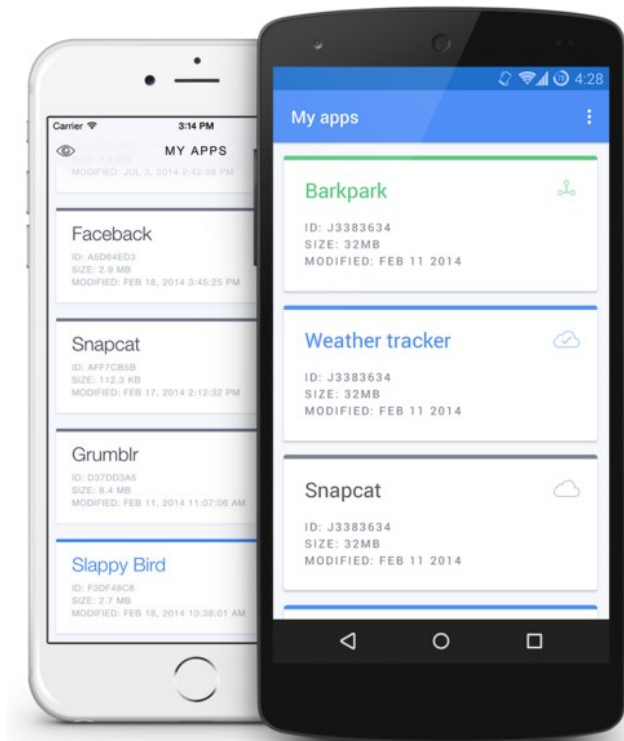 Carrier
3:14 PM
MY APPS
MODIFIED: JUL 3, 2014 2:42:08 PM
Faceback
ID: A5D64ED3
SIZE: 2.9 MB
MODIFIED: FEB 18, 2014 3:45:25 PM
Snapcat
ID: AFF7CB5B
SIZE: 112.3 KB
MODIFIED: FEB 17, 2014 2:12:32 PM
Grumblr
ID: D37DD3A5
SIZE: 8.4 MB
MODIFIED: FEB 11, 2014 11:07:06 AM
Slappy Bird
ID: F3DF48C8
SIZE: 2.7 MB
MODIFIED: FEB 18, 2014 10:38:01 AM
4:28
My apps
Barkpark
ID: J3383634
SIZE: 32MB
MODIFIED: FEB 11 2014
Weather tracker
ID: J3383634
SIZE: 32MB
MODIFIED: FEB 11 2014
Snapcat
ID: J3383634
SIZE: 32MB
MODIFIED: FEB 11 2014